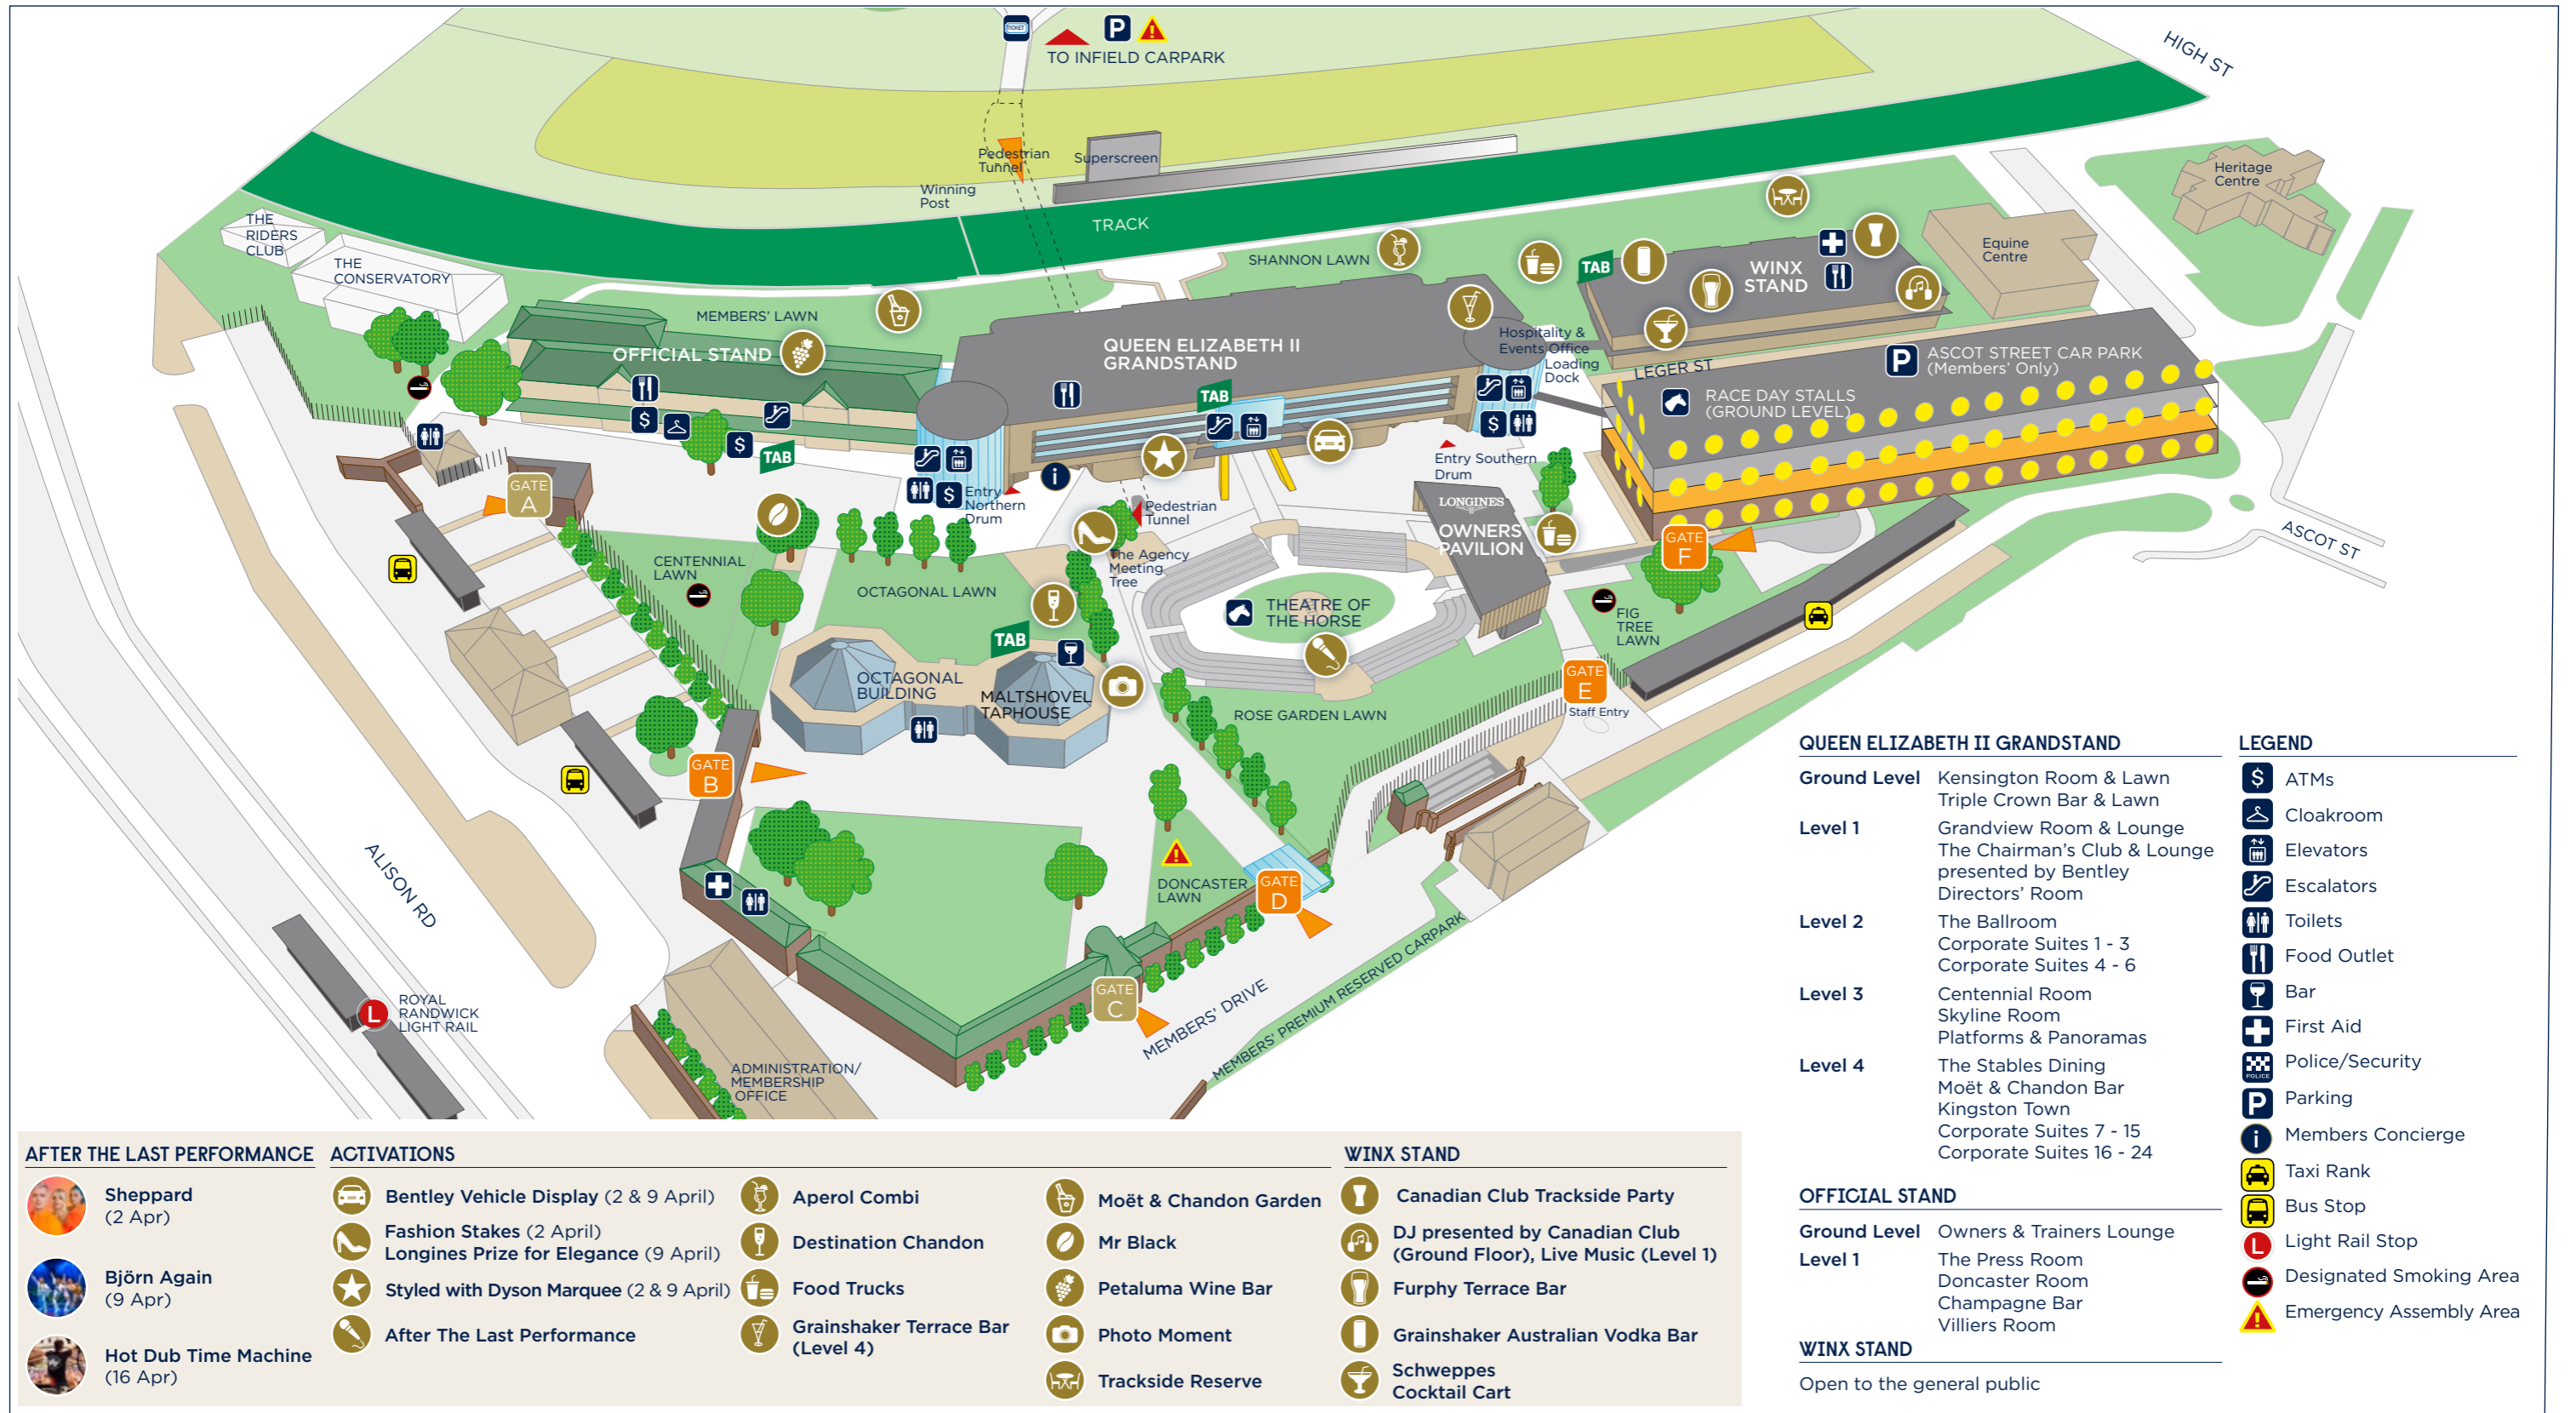 TICKET
P
TO INFIELD CARPARK
HIGH ST
Pedestrian
Tunnel
Superscreen
Winning
Post
TRACK
Heritage
Centre
THE
RIDERS
CLUB
THE
CONSERVATORY
SHANNON LAWN
TAB
WINX
STAND
Equine
Centre
MEMBERS' LAWN
OFFICIAL STAND
QUEEN ELIZABETH II
GRANDSTAND
Hospitality &
Events Office
Loading
Dock
LEGER ST
P
ASCOT STREET CAR PARK
(Members' Only)
RACE DAY STALLS
(GROUND LEVEL)
TAB
$
$
TAB
$
$
i
Entry
Northern
Drum
Entry Southern
Drum
GATE
A
Pedestrian
Tunnel
LONGINES
OWNERS
PAVILION
GATE
F
ASCOT ST
The Agency
Meeting
Tree
CENTENNIAL
LAWN
OCTAGONAL LAWN
THEATRE OF
THE HORSE
FIG
TREE
LAWN
TAB
OCTAGONAL
BUILDING
MALTSHOVEL
TAPHOUSE
ROSE GARDEN LAWN
GATE
E
Staff Entry
GATE
B
ALISON RD
DONCASTER
LAWN
GATE
D
GATE
C
MEMBERS' DRIVE
MEMBERS' PREMIUM RESERVED CARPARK
L
ROYAL
RANDWICK
LIGHT RAIL
ADMINISTRATION/
MEMBERSHIP
OFFICE
QUEEN ELIZABETH II GRANDSTAND
Ground Level Kensington Room & Lawn
Triple Crown Bar & Lawn
Level 1 Grandview Room & Lounge
The Chairman's Club & Lounge
presented by Bentley
Directors' Room
Level 2 The Ballroom
Corporate Suites 1 - 3
Corporate Suites 4 - 6
Level 3 Centennial Room
Skyline Room
Platforms & Panoramas
Level 4 The Stables Dining
Moët & Chandon Bar
Kingston Town
Corporate Suites 7 - 15
Corporate Suites 16 - 24
OFFICIAL STAND
Ground Level Owners & Trainers Lounge
Level 1 The Press Room
Doncaster Room
Champagne Bar
Villiers Room
WINX STAND
Open to the general public
LEGEND
$ ATMs
Cloakroom
Elevators
Escalators
Toilets
Food Outlet
Bar
First Aid
POLICE Police/Security
P Parking
i Members Concierge
Taxi Rank
Bus Stop
L Light Rail Stop
Designated Smoking Area
Emergency Assembly Area
AFTER THE LAST PERFORMANCE
Sheppard
(2 Apr)
Björn Again
(9 Apr)
Hot Dub Time Machine
(16 Apr)
ACTIVATIONS
Bentley Vehicle Display (2 & 9 April)
Fashion Stakes (2 April)
Longines Prize for Elegance (9 April)
Styled with Dyson Marquee (2 & 9 April)
After The Last Performance
Aperol Combi
Destination Chandon
Food Trucks
Grainshaker Terrace Bar
(Level 4)
Moët & Chandon Garden
Mr Black
Petaluma Wine Bar
Photo Moment
Trackside Reserve
WINX STAND
Canadian Club Trackside Party
DJ presented by Canadian Club
(Ground Floor), Live Music (Level 1)
Furphy Terrace Bar
Grainshaker Australian Vodka Bar
Schweppes
Cocktail Cart